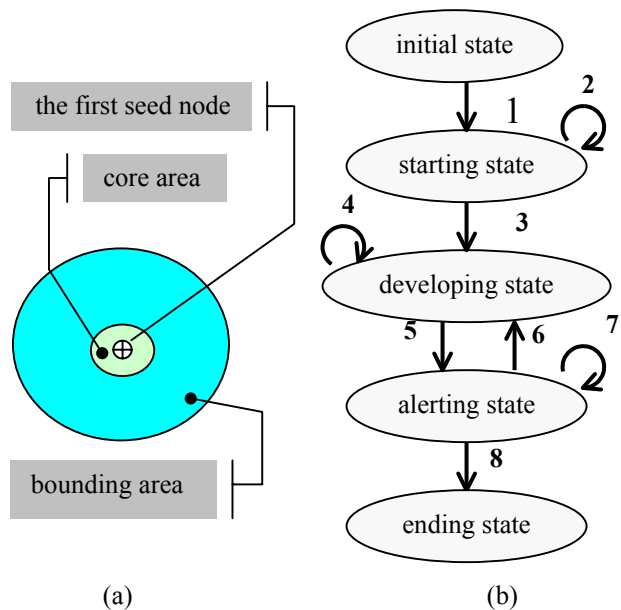 the first seed node
core area
bounding area
(a)
initial state
1
2
starting state
3
4
developing state
5
6
7
alerting state
8
ending state
(b)